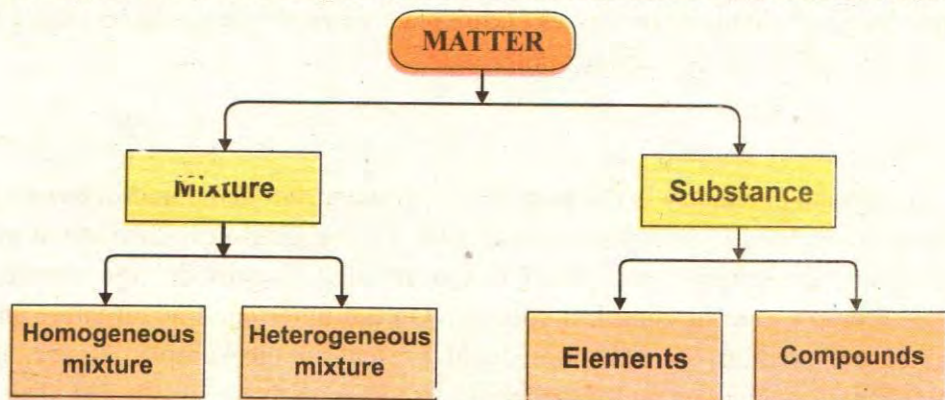 MATTER
Mixture
Substance
Homogeneous
mixture
Heterogeneous
mixture
Elements
Compounds